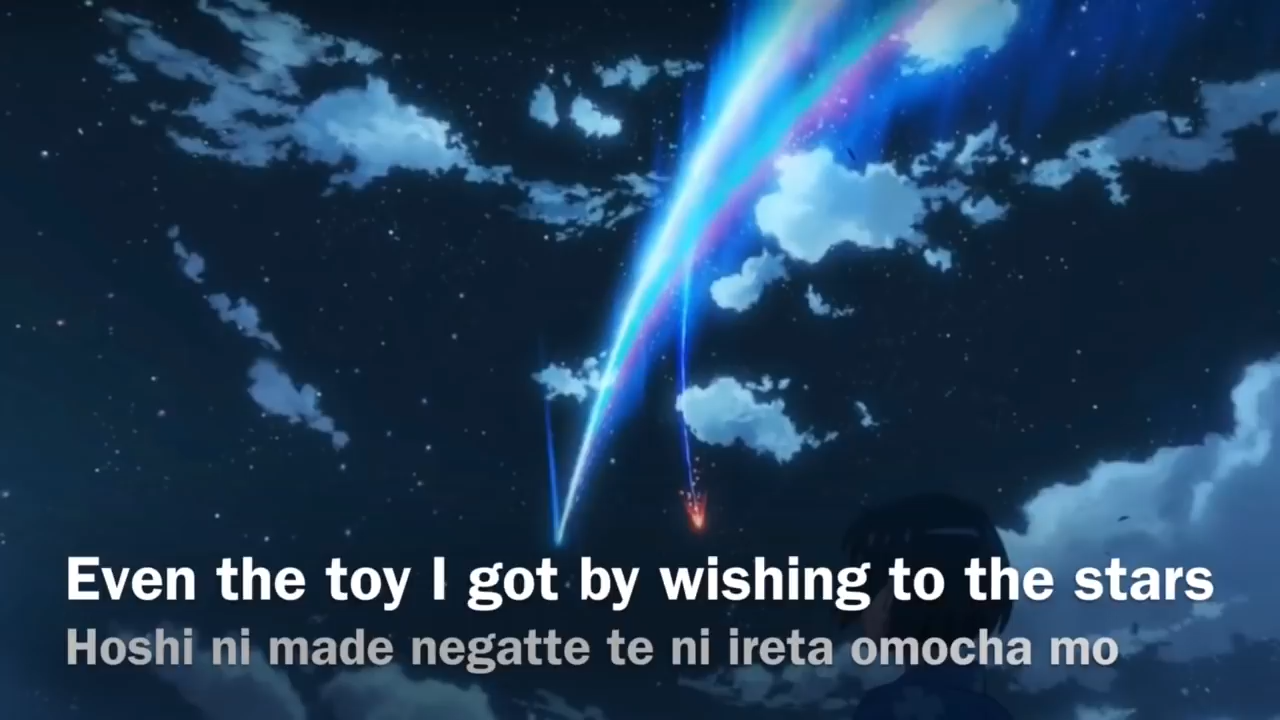 Even the toy I got by wishing to the stars
Hoshi ni made negatte te ni ireta omocha mo